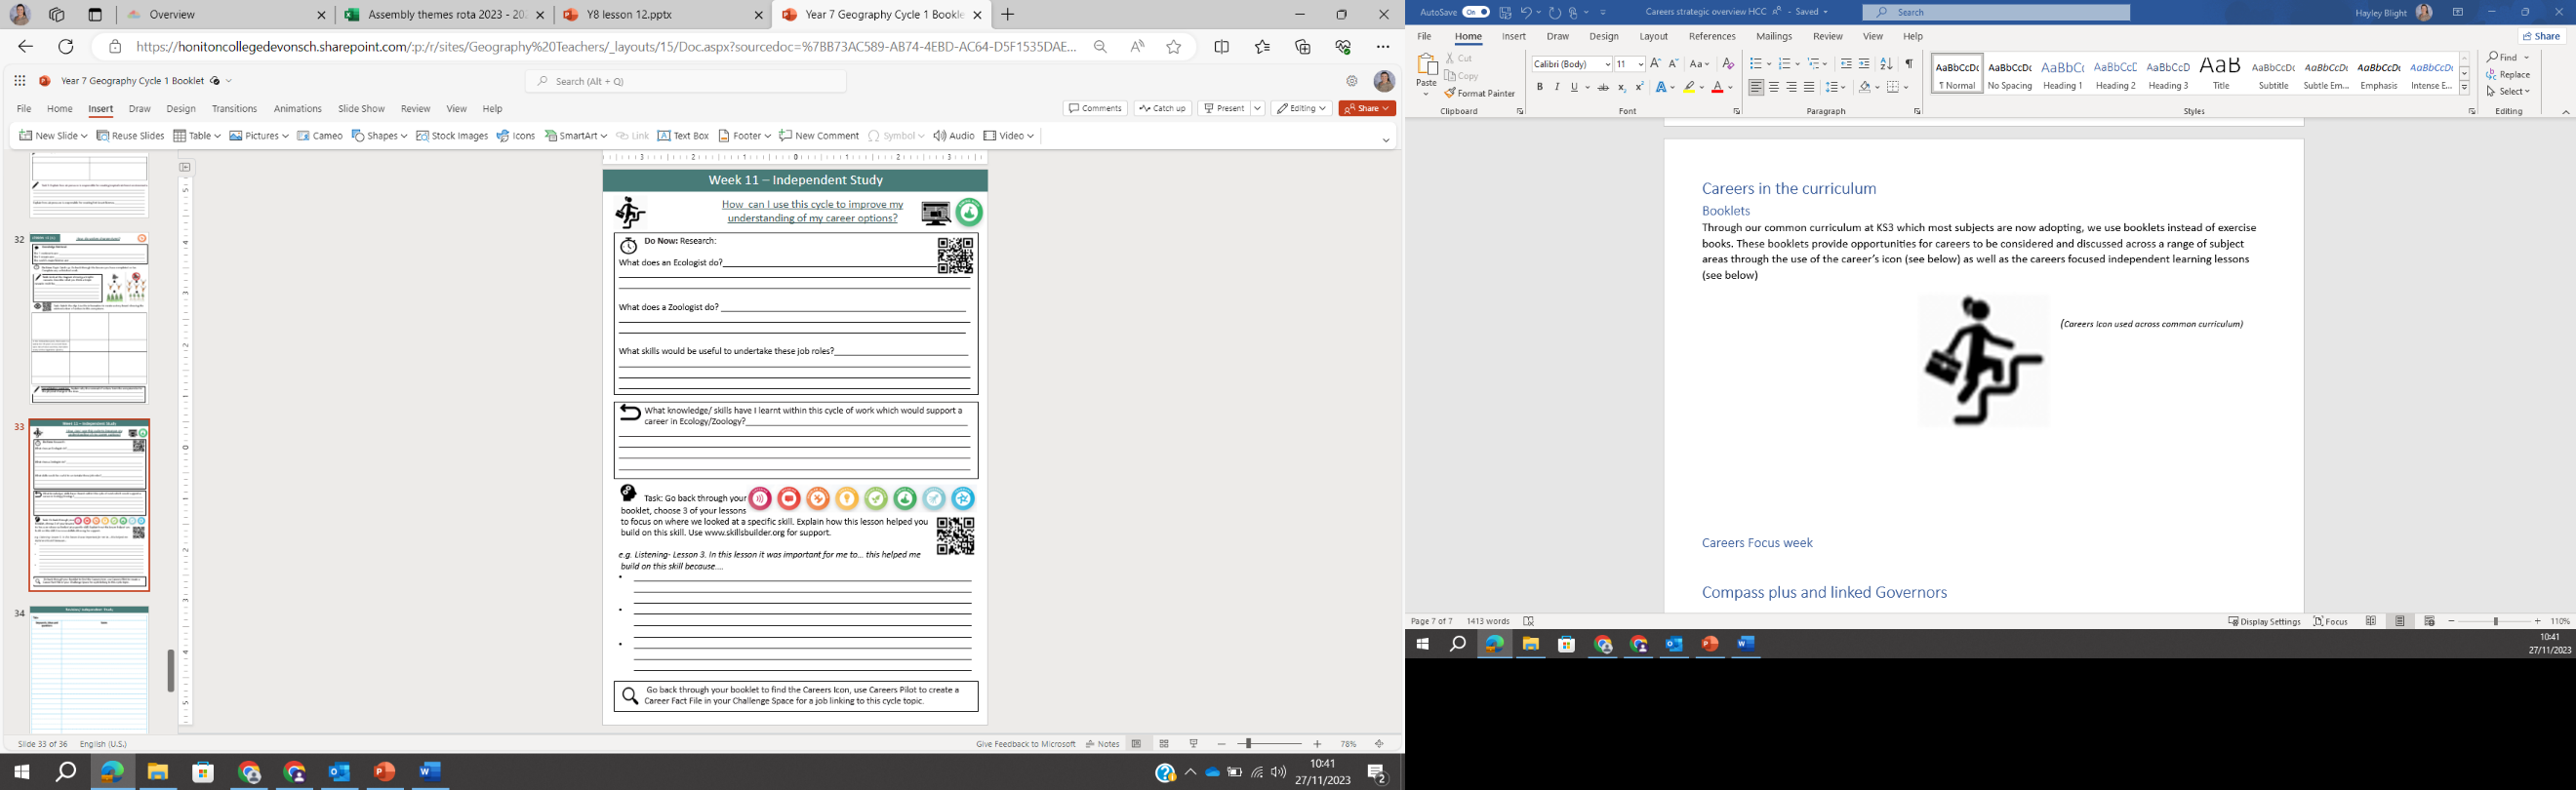 Overview
Assembly themes rota 2023 - 20
Y8 lesson 12.pptx
Year 7 Geography Cycle 1 Bookle
https://honitoncollegedevonsch.sharepoint.com/:p:/r/sites/Geography%20Teachers/_layouts/15/Doc.aspx?sourcedoc=%7BB73AC589-AB74-4EBD-AC64-D5F1535DAE...
Year 7 Geography Cycle 1 Booklet
Search (Alt + Q)
File Home Insert Draw Design Transitions Animations Slide Show Review View Help
Comments Catch up Present Editing Share
New Slide Reuse Slides Table Pictures Cameo Shapes Stock Images Icons SmartArt Link Text Box Footer New Comment Symbol Audio Video
32
33
34
Week 11 – Independent Study
How can I use this cycle to improve my
understanding of my career options?
Do Now: Research:
What does an Ecologist do?
What does a Zoologist do?
What skills would be useful to undertake these job roles?
What knowledge/ skills have I learnt within this cycle of work which would support a
career in Ecology/Zoology?
Task: Go back through your
booklet, choose 3 of your lessons
to focus on where we looked at a specific skill. Explain how this lesson helped you
build on this skill. Use www.skillsbuilder.org for support.
e.g. Listening- Lesson 3. In this lesson it was important for me to... this helped me
build on this skill because....
Go back through your booklet to find the Careers Icon, use Careers Pilot to create a
Career Fact File in your Challenge Space for a job linking to this cycle topic.
Slide 33 of 36 English (U.S.)
Give Feedback to Microsoft Notes 78%
10:41
27/11/2023
2
AutoSave On
Careers strategic overview HCC - Saved
Search
Hayley Blight
File Home Insert Draw Design Layout References Mailings Review View Help
Share
Paste
Cut
Copy
Format Painter
Clipboard
Calibri (Body) 11
Font
Paragraph
AaBbCcDc AaBbCcDc AaBbCc AaBbCcC AaBbCcD AaB AaBbCcD AaBbCcDc AaBbCcDc AaBbCcDc
¶ Normal No Spacing Heading 1 Heading 2 Heading 3 Title Subtitle Subtle Em... Emphasis Intense E...
Styles
Find
Replace
Select
Editing
Careers in the curriculum
Booklets
Through our common curriculum at KS3 which most subjects are now adopting, we use booklets instead of exercise
books. These booklets provide opportunities for careers to be considered and discussed across a range of subject
areas through the use of the career's icon (see below) as well as the careers focused independent learning lessons
(see below)
(Careers Icon used across common curriculum)
Careers Focus week
Compass plus and linked Governors
Page 7 of 7 1413 words
Display Settings Focus 110%
10:41
27/11/2023